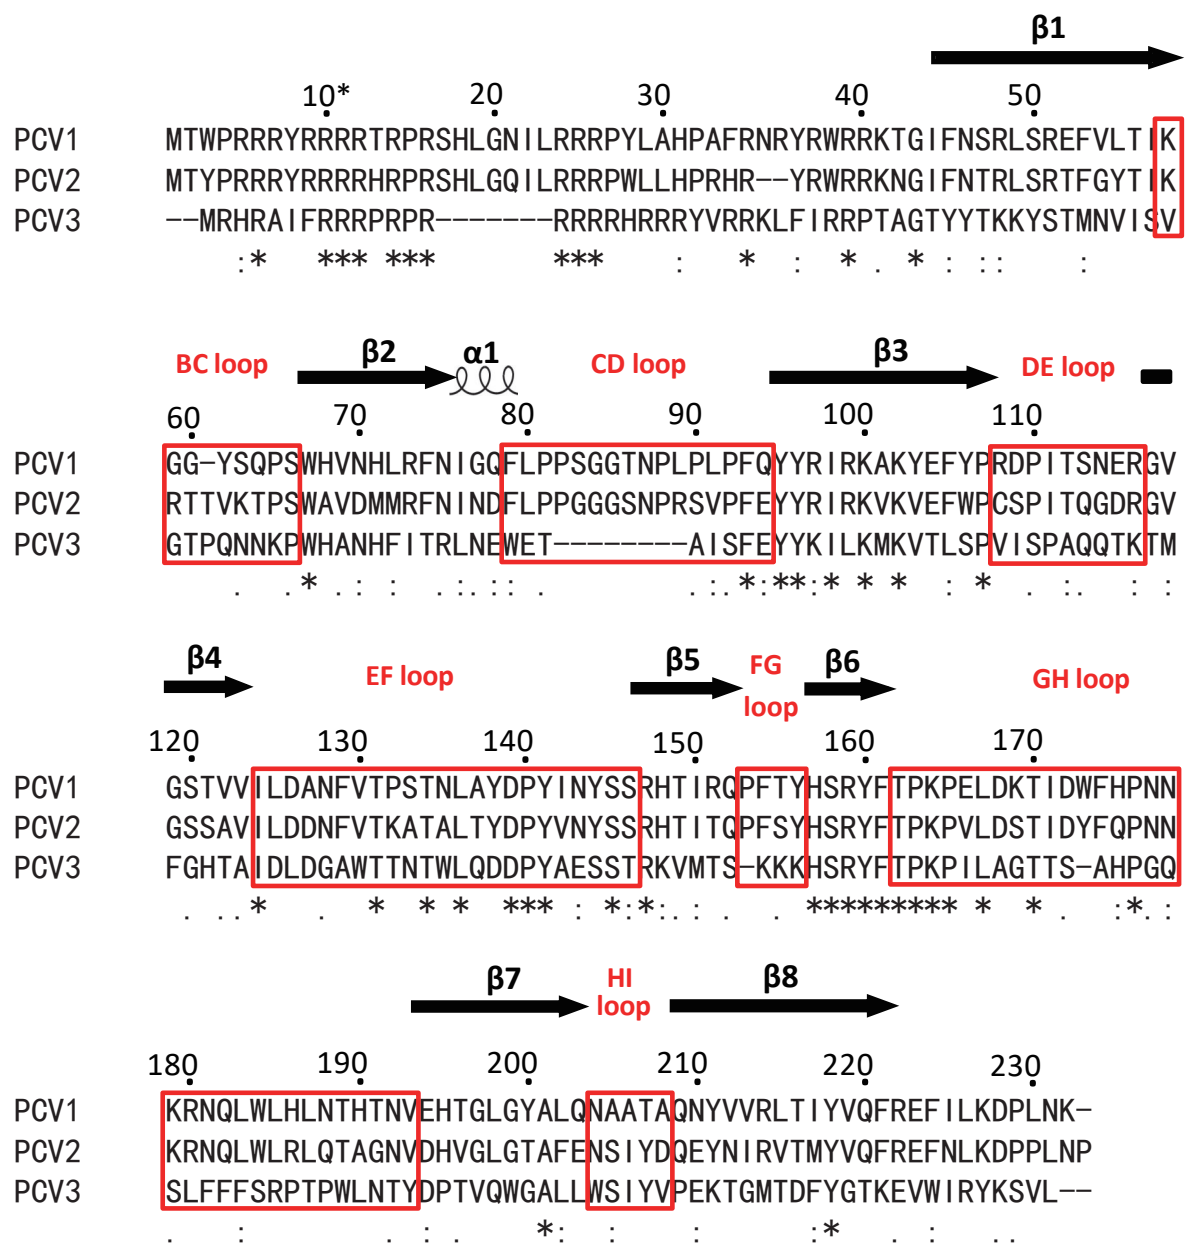 β1
10* 20 30 40 50
PCV1 MTWPRRRYRRRRTRPRSHLGNILRRRPYLAHPAFRNRYRWRRKTGIFNSRLSREFVLTIK
PCV2 MTYPRRRYRRRRHRPRSHLGQILRRRPWLLHPRHR--YRWRRKNGIFNTRLSRTFGYTIK
PCV3 --MRHRAIFRRRPRPR-------RRRRHRRRYVRRKLFIRRPTAGTYYTKKYSTMNVISV
:* *** *** *** : * : * . * : :: :
BC loop β2 α1 CD loop β3 DE loop
60 70 80 90 100 110
PCV1 GG-YSQPSWHVNHLRFNIGQFLPPSGGTNPLPLPFQYYRIRKAKYEFYPRDPITSNERGV
PCV2 RTTVKTPSWAVDMMRFNINDFLPPGGGSNPRSVPFEYYRIRKVKVEFWPCSPITQGDRGV
PCV3 GTPQNNKPWHANHFITRLNEWET--------AISFEYYKILKMKVTLSPVISPAQQTKTM
. . * . : : . : . : : . . : : *:**:* * * : * . : . . :
β4 EF loop β5 FG loop β6 GH loop
120 130 140 150 160 170
PCV1 GSTVVILDANFVTPSTNLAYDPYINYSSRHTIRQPFTYHSRYFTPKPELDKTIDWFHPNN
PCV2 GSSAVILDDNFVTKATALTYDPYVNYSSRHTITQPFSYHSRYFTPKPVLDSTIDYFQPNN
PCV3 FGHTAIDLDGAWTTNTWLQDDPYAESSTRKVMTS-KKKHSRYFTPKPILAGTTS-AHPGQ
. . . * : * * * *** : *:*: . : . . ********* * * . :*. :
β7 HI loop β8
180 190 200 210 220 230
PCV1 KRNQLWLHLNTHTNVEHTGLGYALQNAATAQNYVVRLTIYVQFREFILKDPLNK-
PCV2 KRNQLWLRLQTAGNVDHVGLGTAFENSIYDQEYNIRVTMYVQFREFNLKDPPLNP
PCV3 SLFFFSRPTPWLNTYDPTVQWGALLWSIYVPEKTGMTDFYGTKEVWIRYKSVL--
. : . : . *: : : :* : . .